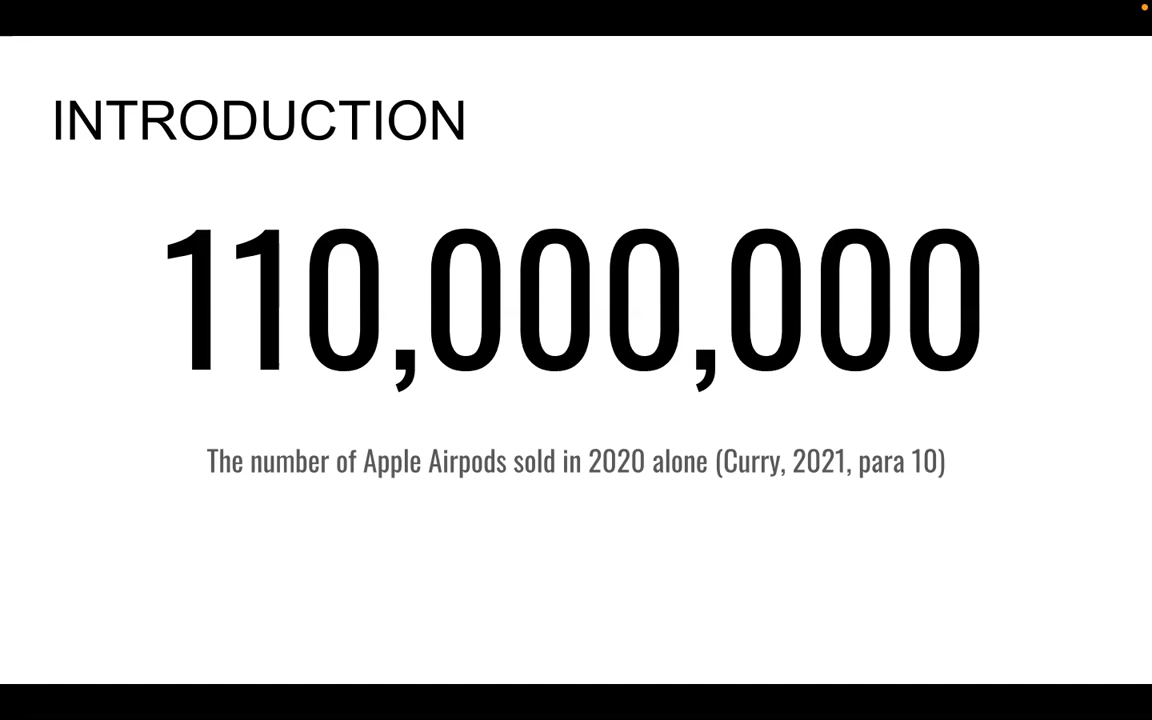 INTRODUCTION
110,000,000
The number of Apple Airpods sold in 2020 alone (Curry, 2021, para 10)